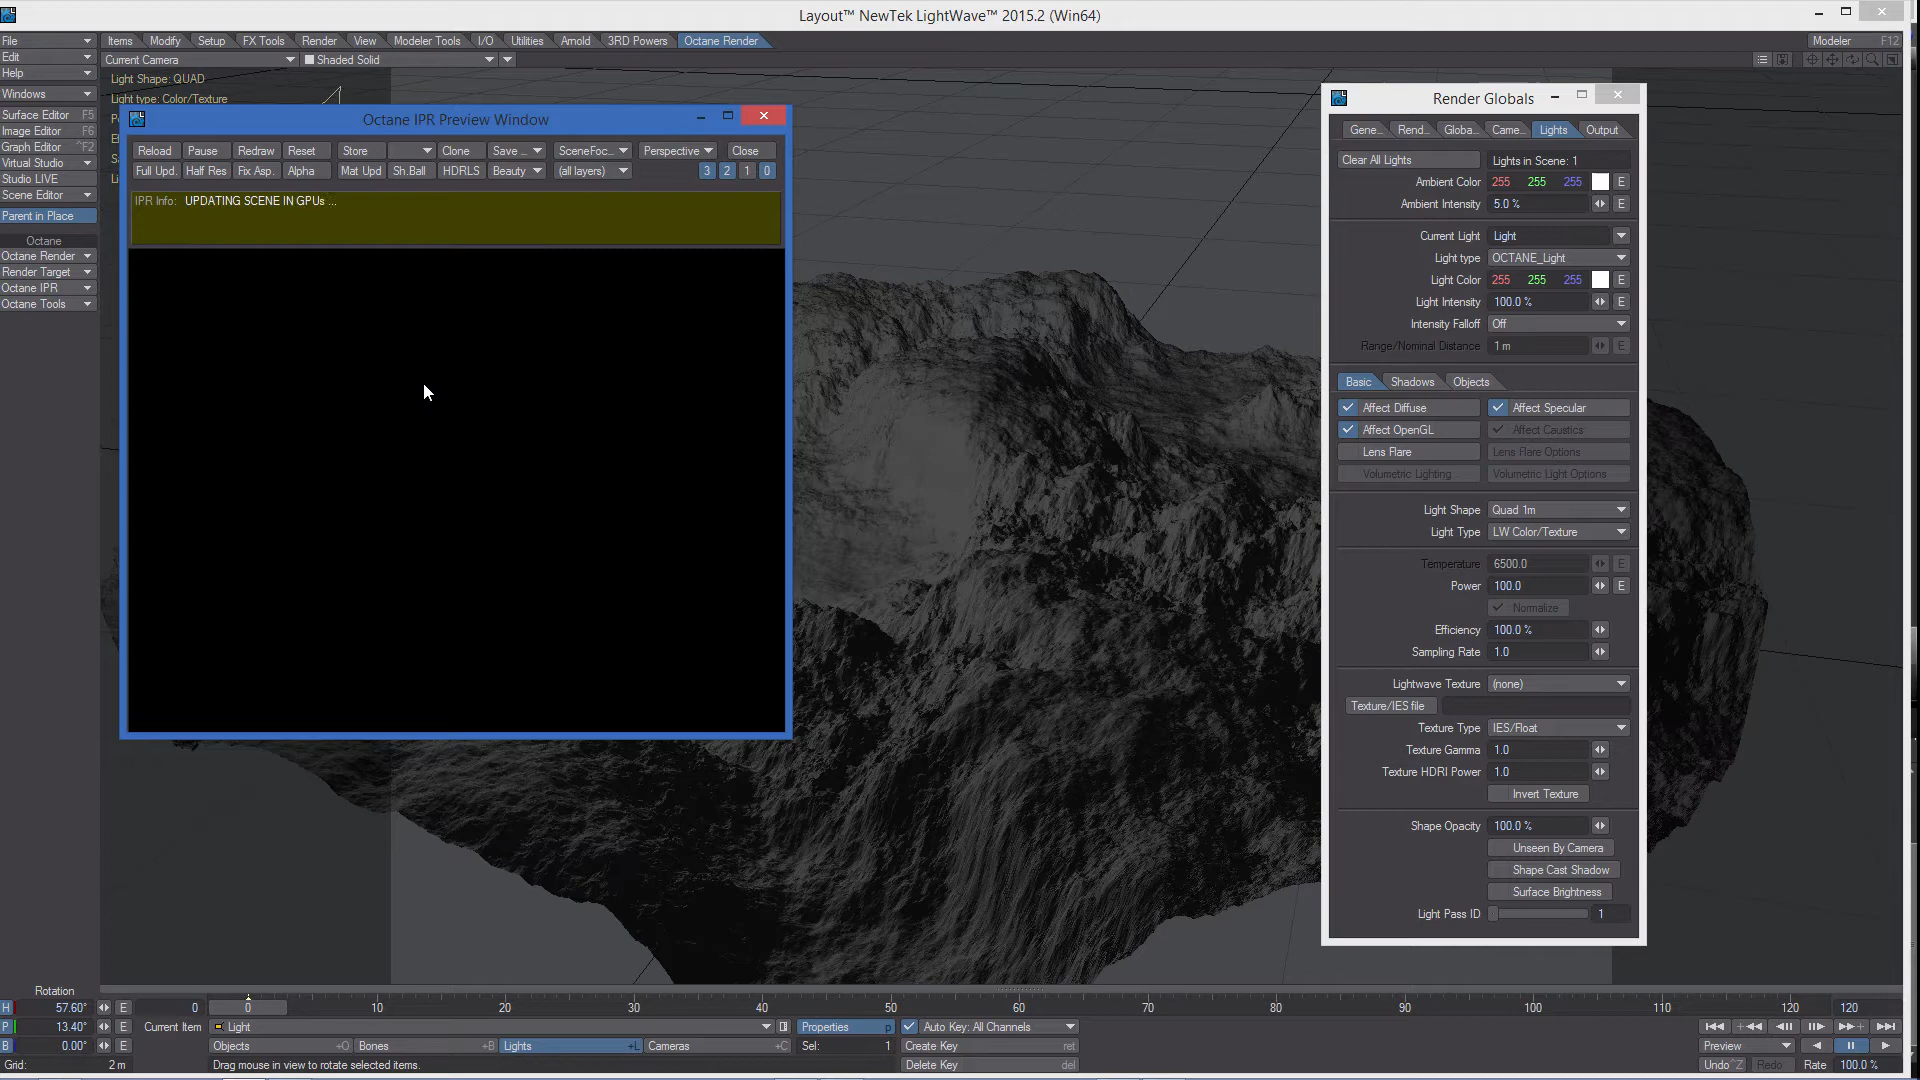 Layout™ NewTek LightWave™ 2015.2 (Win64)
File Items Modify Setup FX Tools Render View Modeler Tools I/O Utilities Arnold 3RD Powers Octane Render Modeler F12
Edit Current Camera Shaded Solid
Help
Windows
Surface Editor F5
Image Editor F6
Graph Editor ^F2
Virtual Studio
Studio LIVE
Scene Editor
Parent in Place
Octane
Octane Render
Render Target
Octane IPR
Octane Tools
Light Shape: QUAD
Light type: Color/Texture
Octane IPR Preview Window
Reload Pause Redraw Reset Store Clone Save ... SceneFoc... Perspective Close
Full Upd. Half Res Fix Asp. Alpha Mat Upd Sh.Ball HDRLS Beauty (all layers) 3 2 1 0
IPR Info: UPDATING SCENE IN GPUs ...
Render Globals
Gene... Rend... Globa... Came... Lights Output
Clear All Lights Lights in Scene: 1
Ambient Color 255 255 255 E
Ambient Intensity 5.0 % E
Current Light Light
Light type OCTANE_Light
Light Color 255 255 255 E
Light Intensity 100.0 % E
Intensity Falloff Off
Range/Nominal Distance 1 m E
Basic Shadows Objects
Affect Diffuse Affect Specular
Affect OpenGL Affect Caustics
Lens Flare Lens Flare Options
Volumetric Lighting Volumetric Light Options
Light Shape Quad 1m
Light Type LW Color/Texture
Temperature 6500.0 E
Power 100.0 E
Normalize
Efficiency 100.0 %
Sampling Rate 1.0
Lightwave Texture (none)
Texture/IES file
Texture Type IES/Float
Texture Gamma 1.0
Texture HDRI Power 1.0
Invert Texture
Shape Opacity 100.0 %
Unseen By Camera
Shape Cast Shadow
Surface Brightness
Light Pass ID 1
Rotation
H 57.60° E 0 0 10 20 30 40 50 60 70 80 90 100 110 120 120
P 13.40° E Current Item Light Properties p Auto Key: All Channels
B 0.00° E Objects +O Bones +B Lights +L Cameras +C Sel: 1 Create Key ret Preview
Grid: 2 m Drag mouse in view to rotate selected items. Delete Key del Undo ^Z Redo Rate 100.0 %